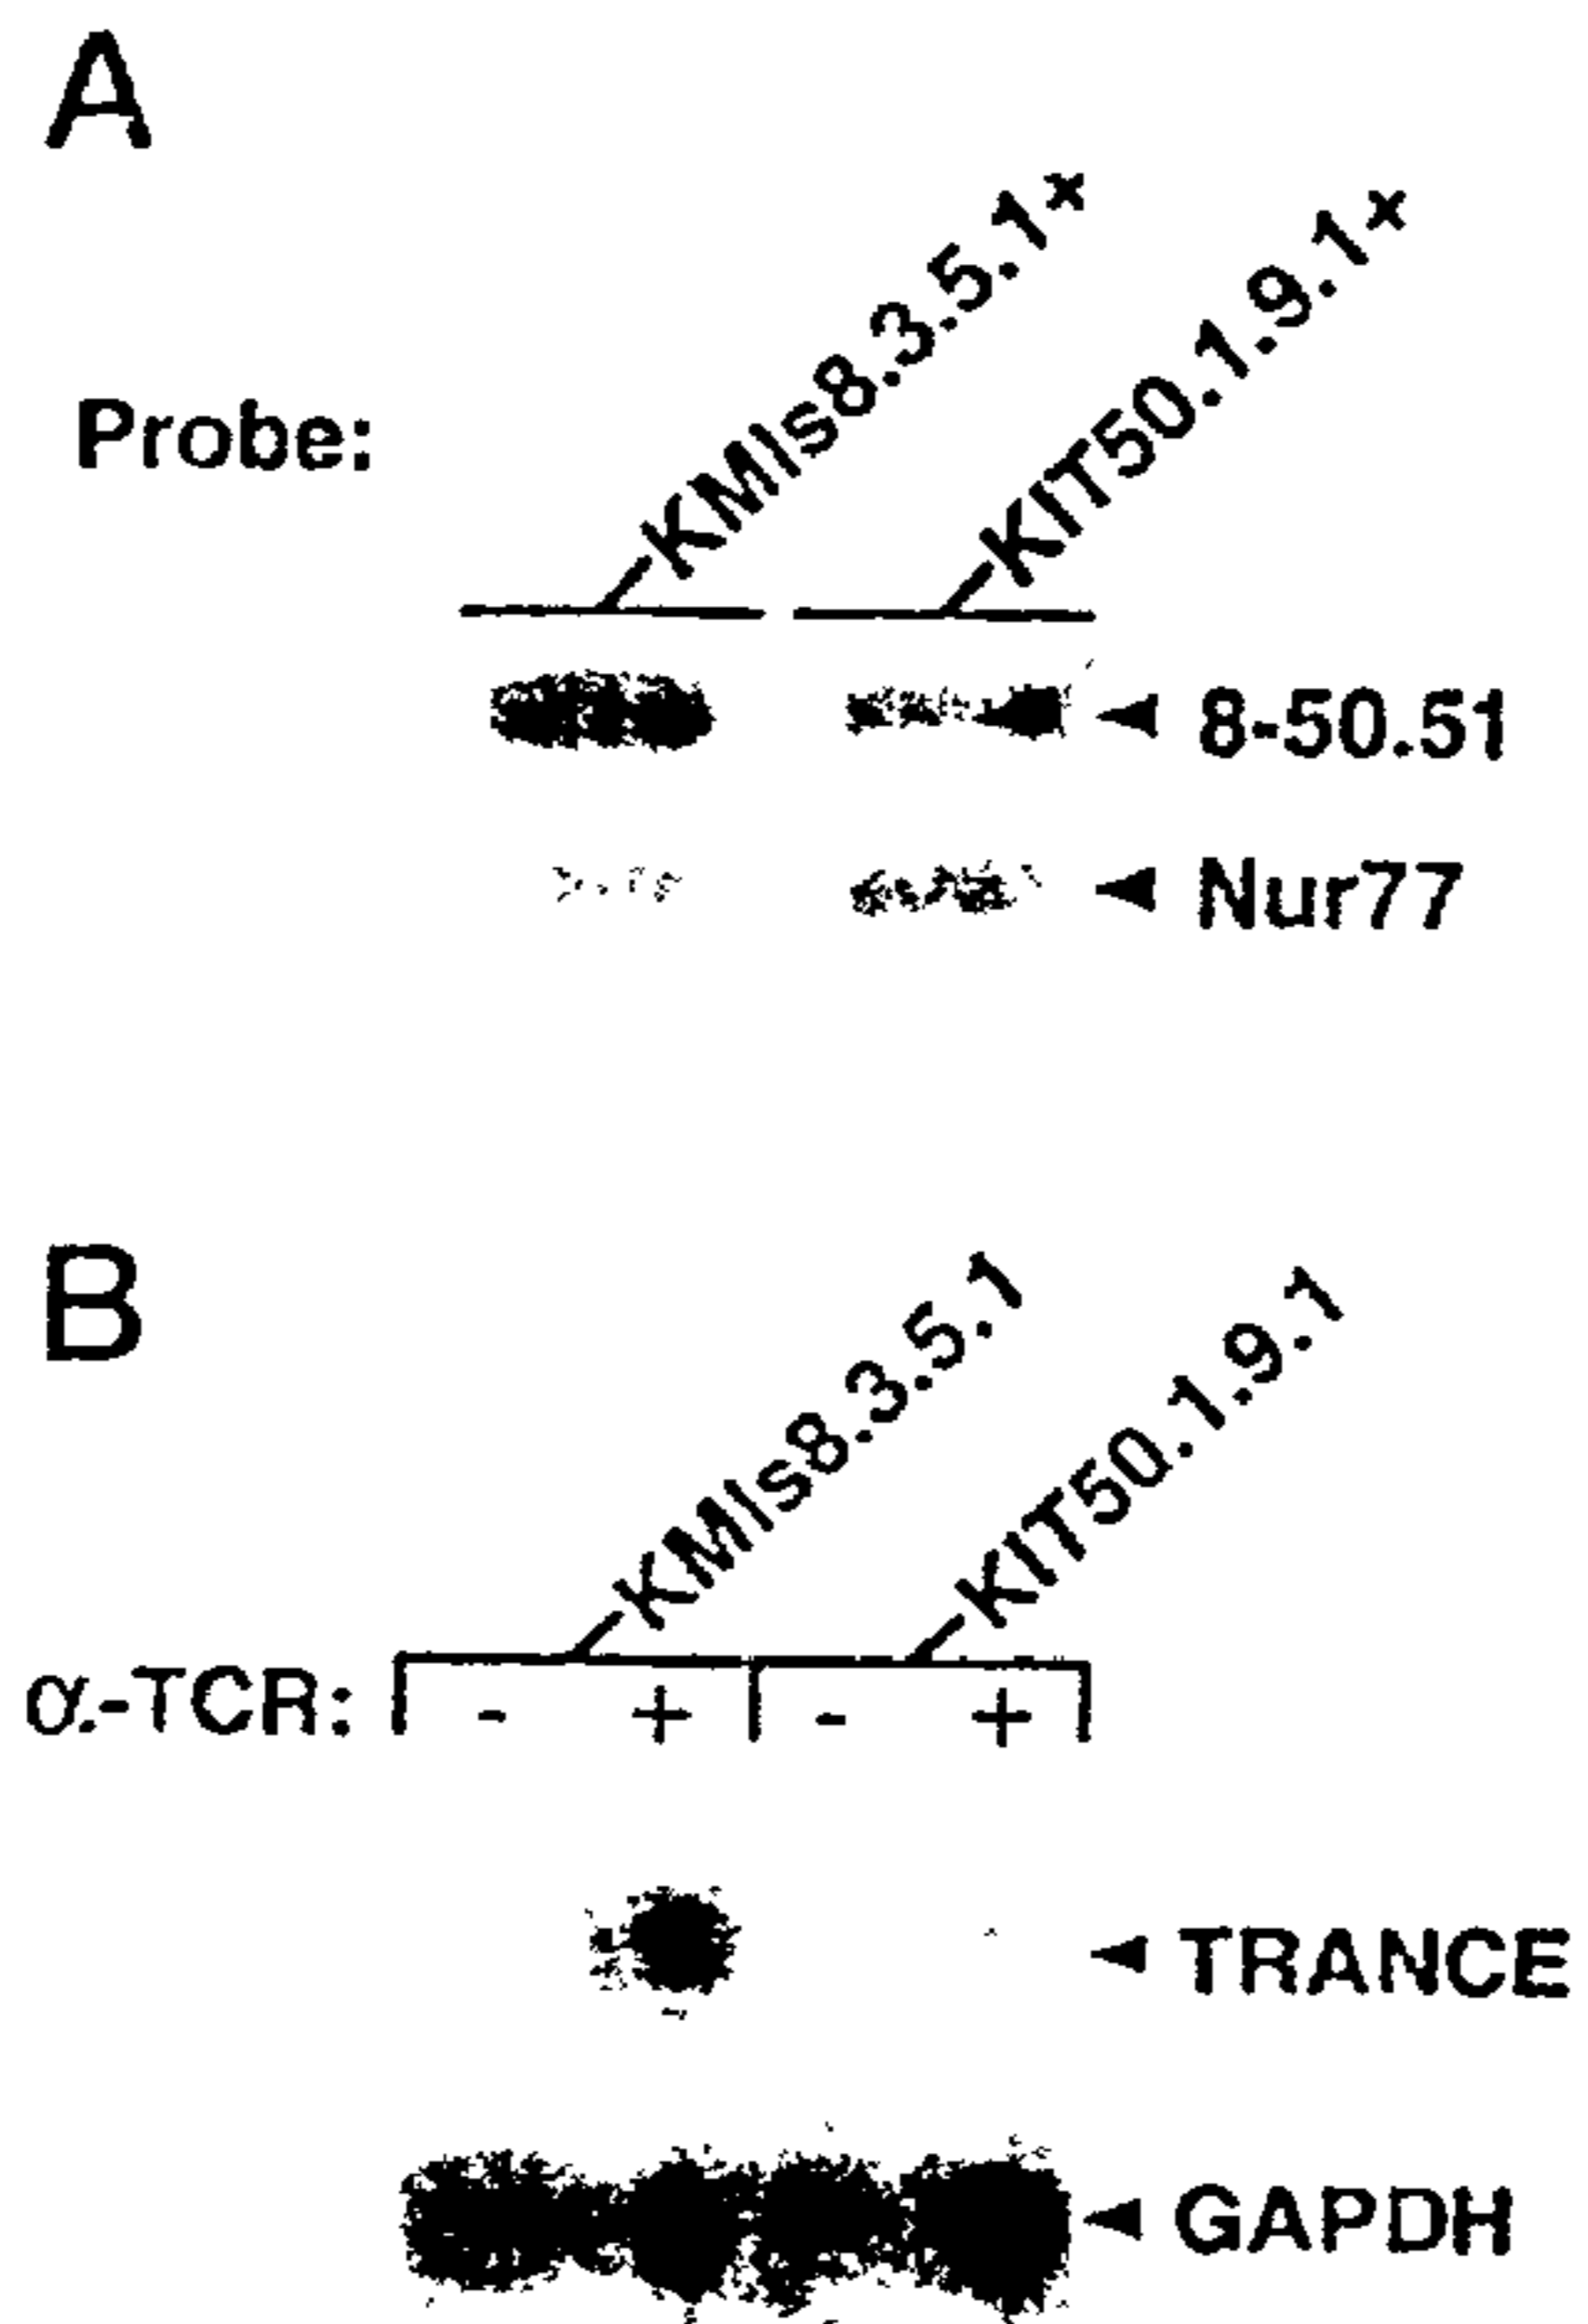 A
KMls8.3.5.1*
KIT50.1.9.1*
Probe:
8-50.51
Nur77
B
KMls8.3.5.1
KIT50.1.9.1
α-TCR: - + - +
TRANCE
GAPDH